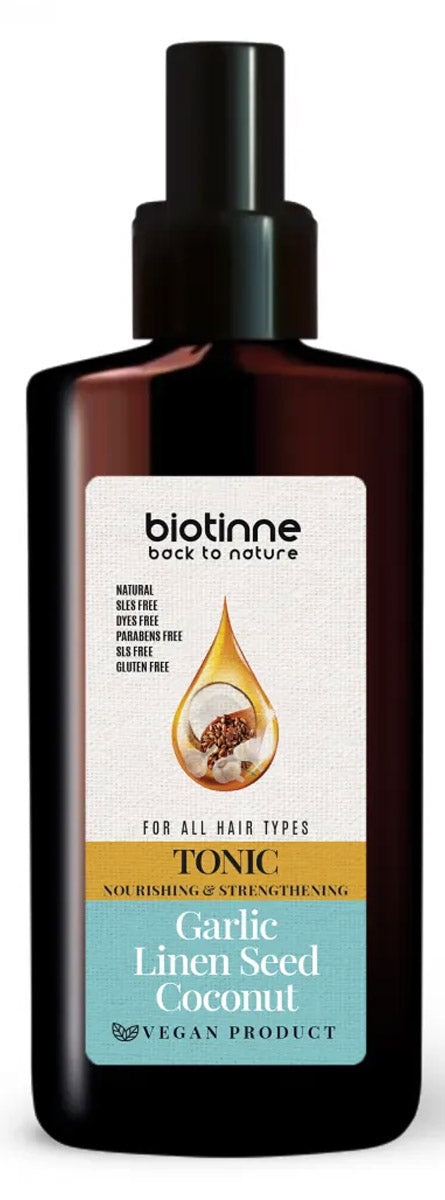 biotinne
back to nature
NATURAL
SLES FREE
DYES FREE
PARABENS FREE
SLS FREE
GLUTEN FREE
FOR ALL HAIR TYPES
TONIC
NOURISHING & STRENGTHENING
Garlic
Linen Seed
Coconut
VEGAN PRODUCT